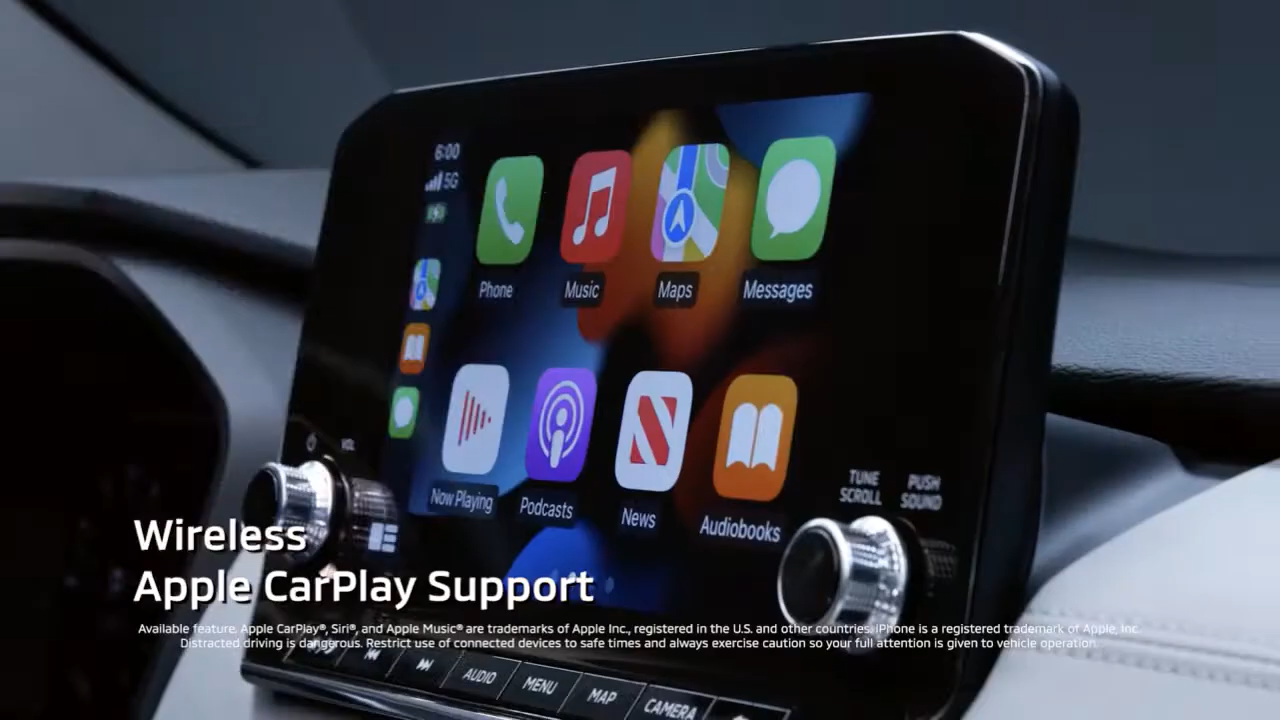 6:00
5G
Phone
Music
Maps
Messages
Now Playing
Podcasts
News
Audiobooks
VOL
TUNE
SCROLL
PUSH
SOUND
Wireless
Apple CarPlay Support
Available feature. Apple CarPlay®, Siri®, and Apple Music® are trademarks of Apple Inc., registered in the U.S. and other countries. iPhone is a registered trademark of Apple, Inc.
Distracted driving is dangerous. Restrict use of connected devices to safe times and always exercise caution so your full attention is given to vehicle operation.
AUDIO
MENU
MAP
CAMERA